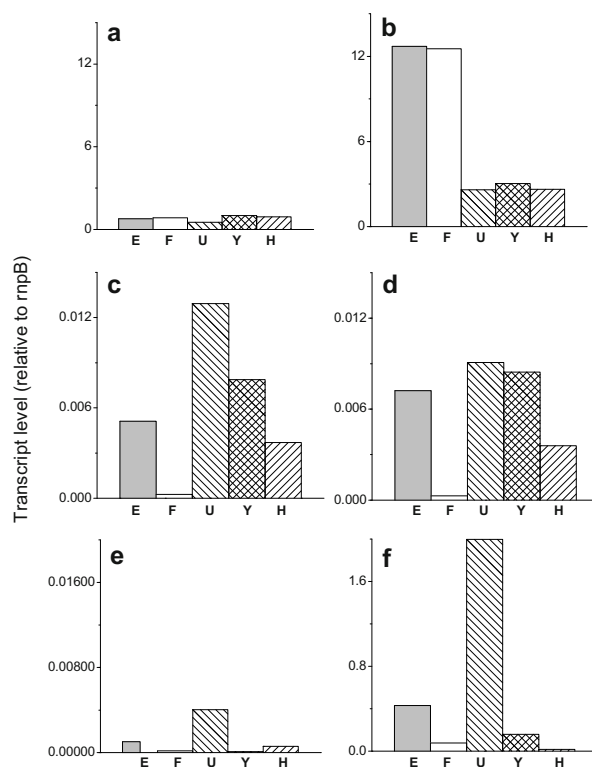 Transcript level (relative to rnpB)
a
12
6
0
E F U Y H
b
12
6
0
E F U Y H
c
0.012
0.006
0.000
E F U Y H
d
0.012
0.006
0.000
E F U Y H
e
0.01600
0.00800
0.00000
E F U Y H
f
1.6
0.8
0.0
E F U Y H